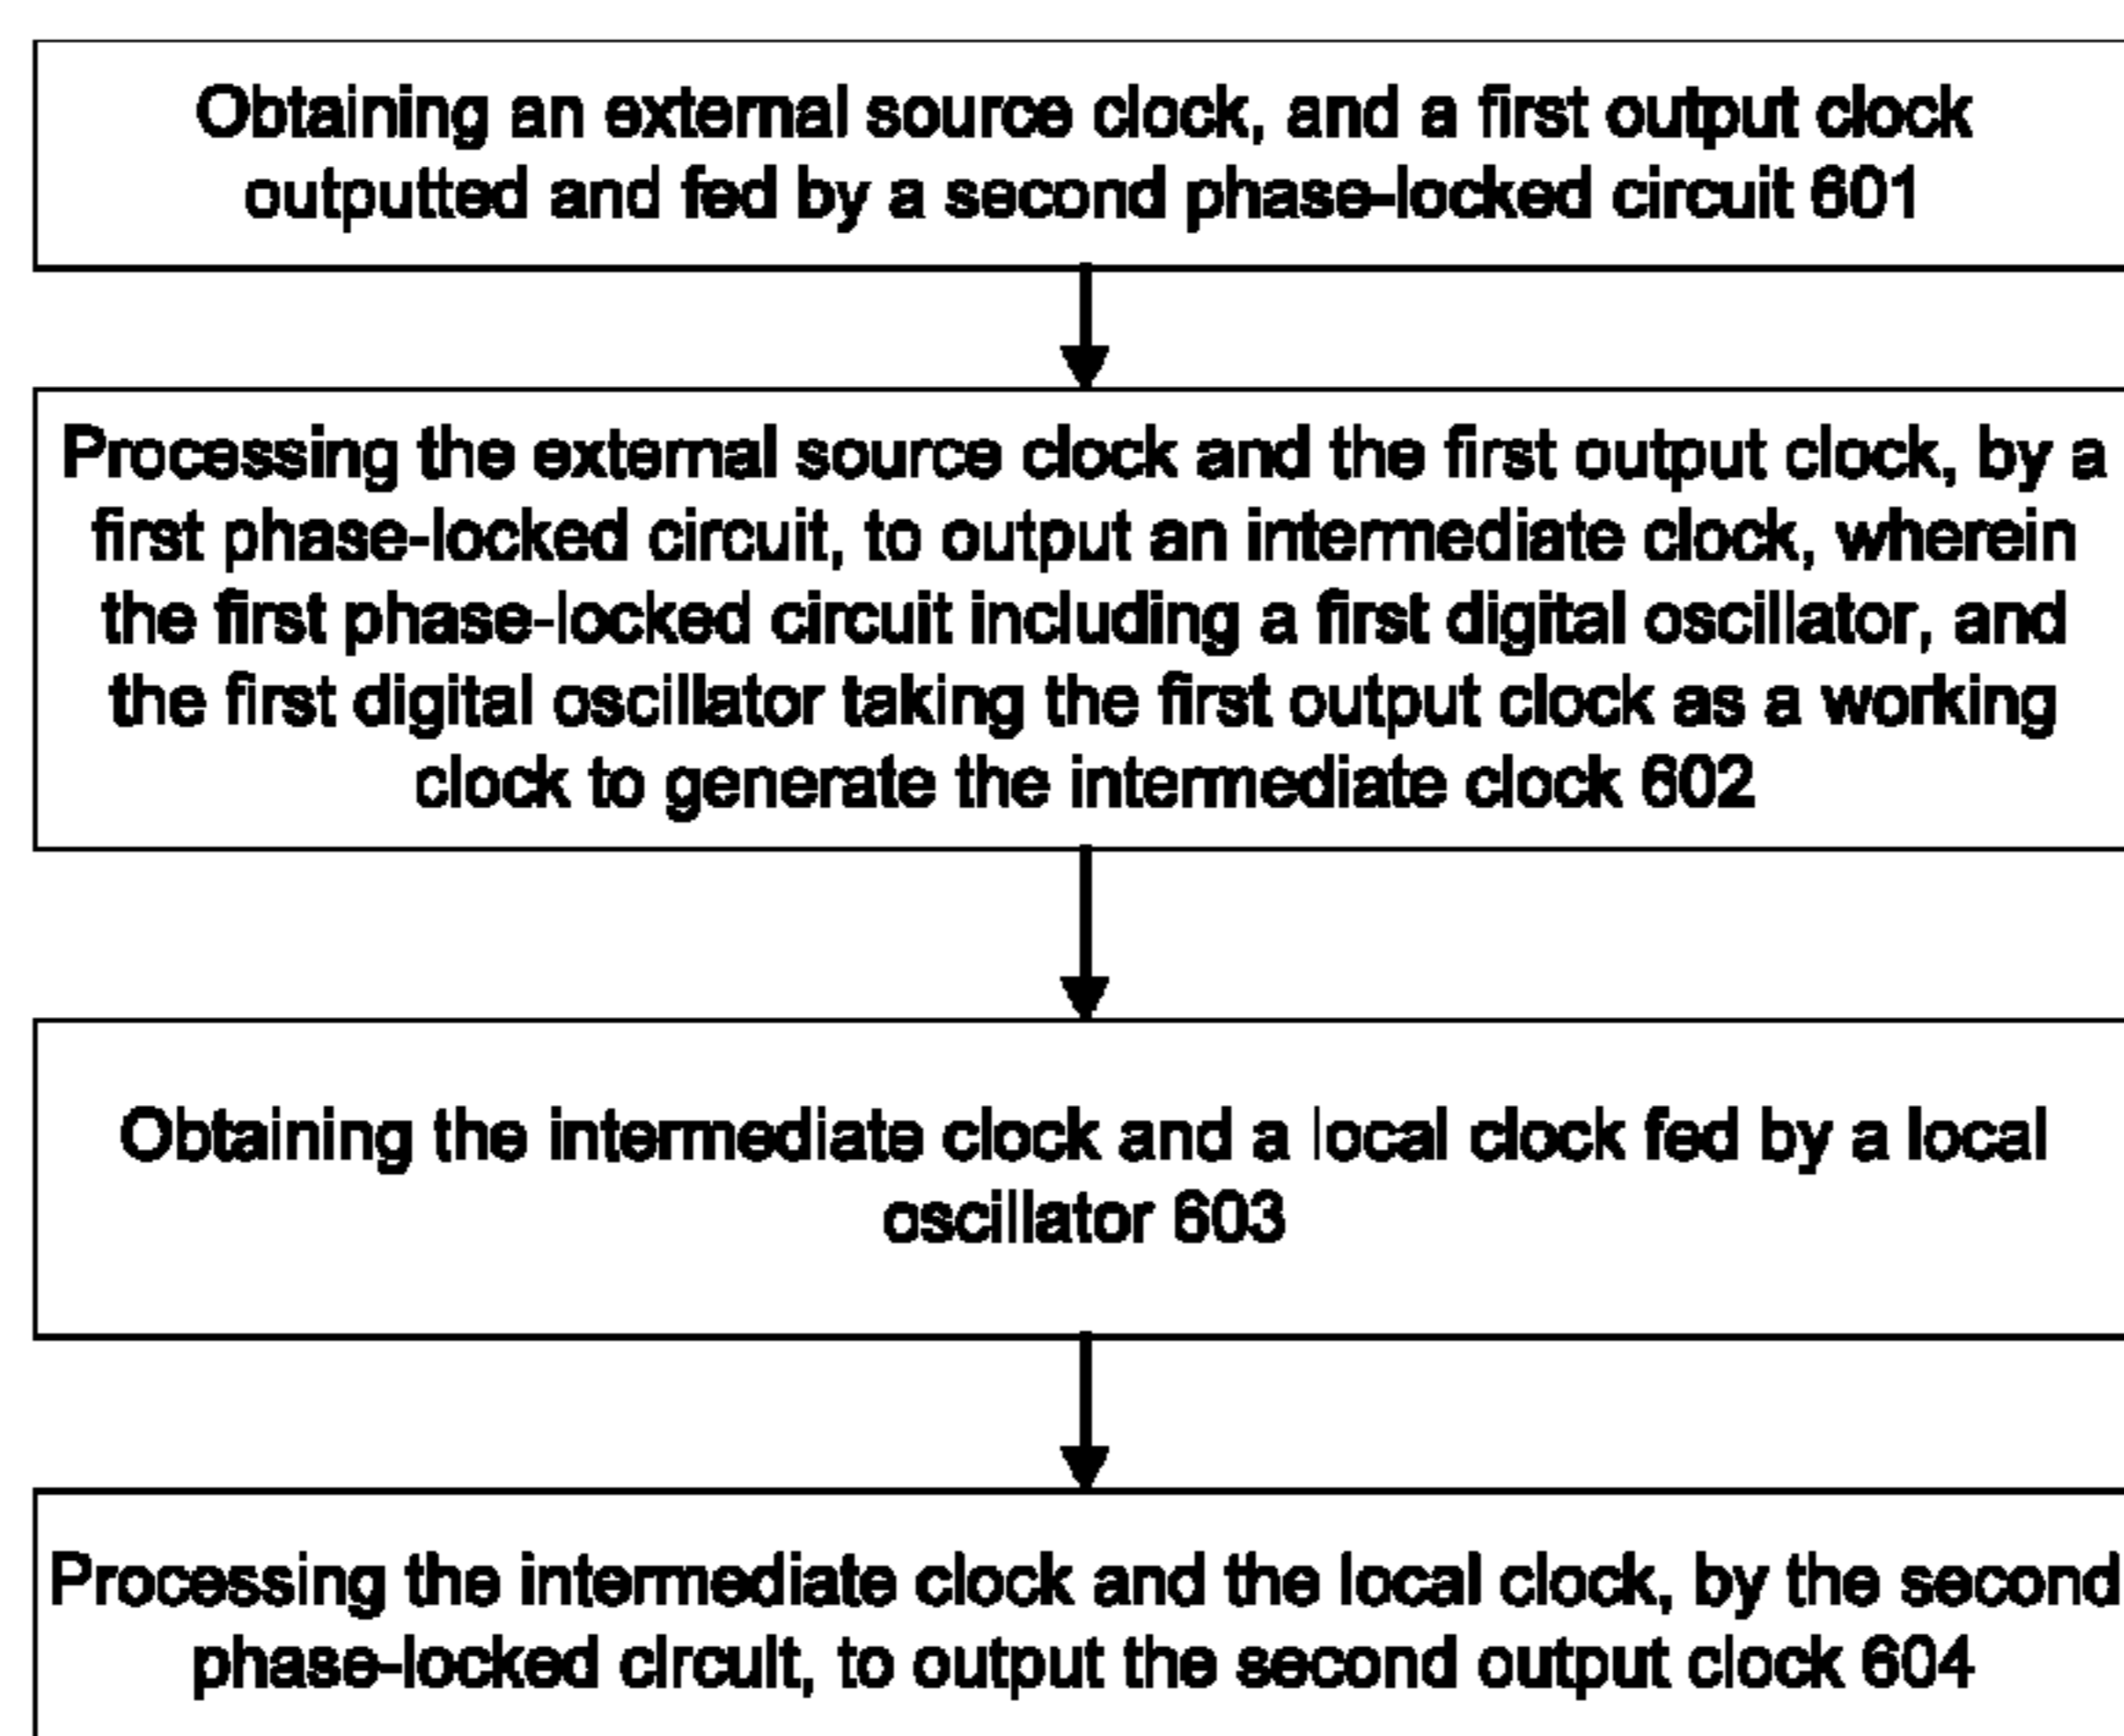 Obtaining an external source clock, and a first output clock
outputted and fed by a second phase-locked circuit 601
Processing the external source clock and the first output clock, by a
first phase-locked circuit, to output an intermediate clock, wherein
the first phase-locked circuit including a first digital oscillator, and
the first digital oscillator taking the first output clock as a working
clock to generate the intermediate clock 602
Obtaining the intermediate clock and a local clock fed by a local
oscillator 603
Processing the intermediate clock and the local clock, by the second
phase-locked circuit, to output the second output clock 604